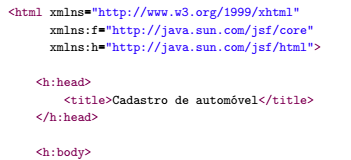 <html xmlns="http://www.w3.org/1999/xhtml"
xmlns:f="http://java.sun.com/jsf/core"
xmlns:h="http://java.sun.com/jsf/html">
<h:head>
<title>Cadastro de automóvel</title>
</h:head>
<h:body>